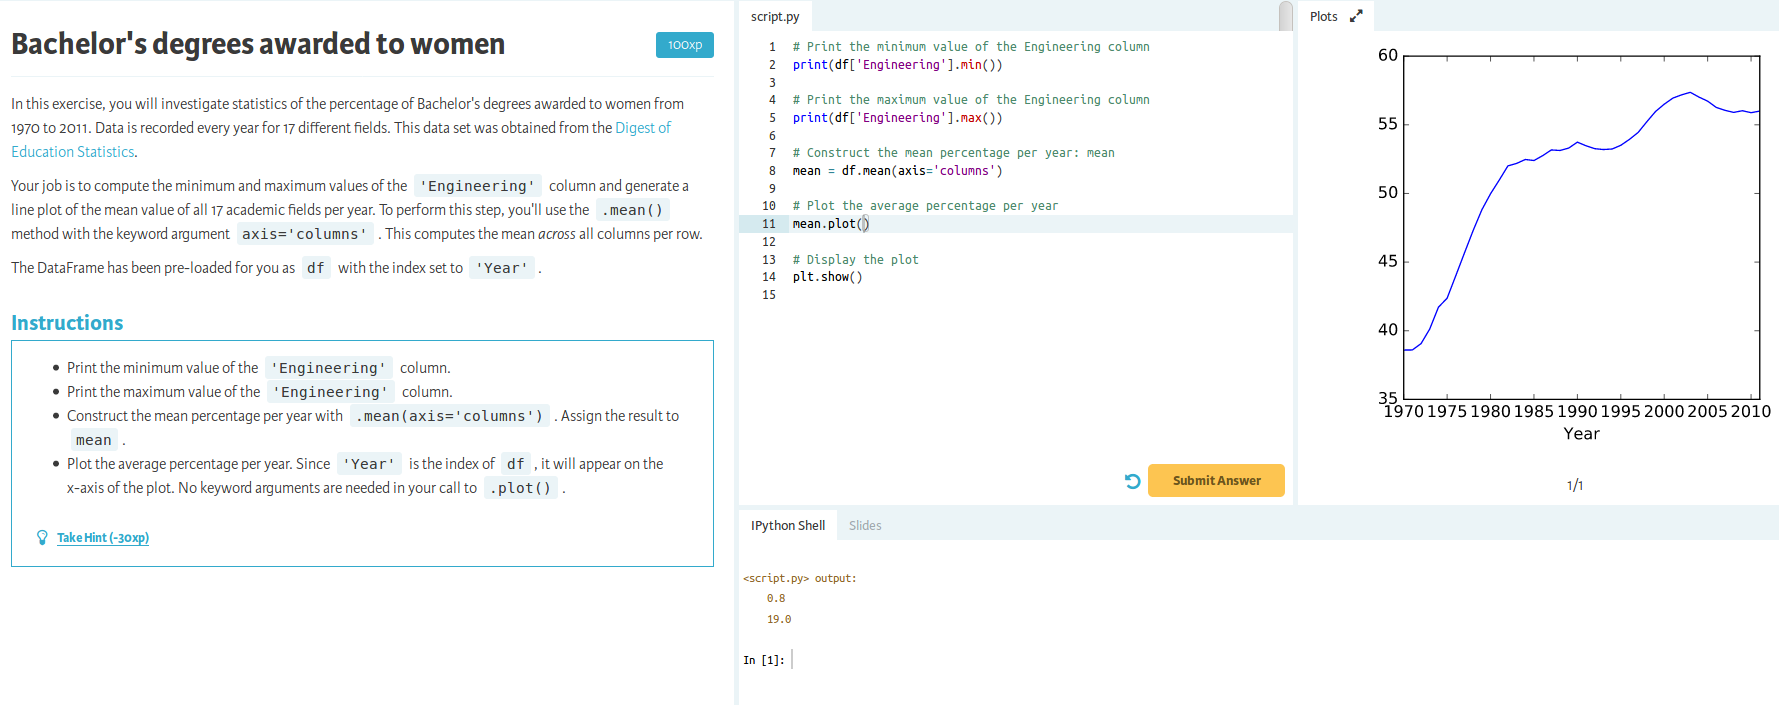 Bachelor's degrees awarded to women
100xp
In this exercise, you will investigate statistics of the percentage of Bachelor's degrees awarded to women from
1970 to 2011. Data is recorded every year for 17 different fields. This data set was obtained from the Digest of
Education Statistics.
Your job is to compute the minimum and maximum values of the 'Engineering' column and generate a
line plot of the mean value of all 17 academic fields per year. To perform this step, you'll use the .mean()
method with the keyword argument axis='columns' . This computes the mean across all columns per row.
The DataFrame has been pre-loaded for you as df with the index set to 'Year' .
Instructions
• Print the minimum value of the 'Engineering' column.
• Print the maximum value of the 'Engineering' column.
• Construct the mean percentage per year with .mean(axis='columns') . Assign the result to
mean .
• Plot the average percentage per year. Since 'Year' is the index of df , it will appear on the
x-axis of the plot. No keyword arguments are needed in your call to .plot() .
Take Hint (-30xp)
script.py
1 # Print the minimum value of the Engineering column
2 print(df['Engineering'].min())
3
4 # Print the maximum value of the Engineering column
5 print(df['Engineering'].max())
6
7 # Construct the mean percentage per year: mean
8 mean = df.mean(axis='columns')
9
10 # Plot the average percentage per year
11 mean.plot()
12
13 # Display the plot
14 plt.show()
15
Submit Answer
Plots
60
55
50
45
40
35
1970 1975 1980 1985 1990 1995 2000 2005 2010
Year
1/1
IPython Shell Slides
<script.py> output:
0.8
19.0
In [1]: